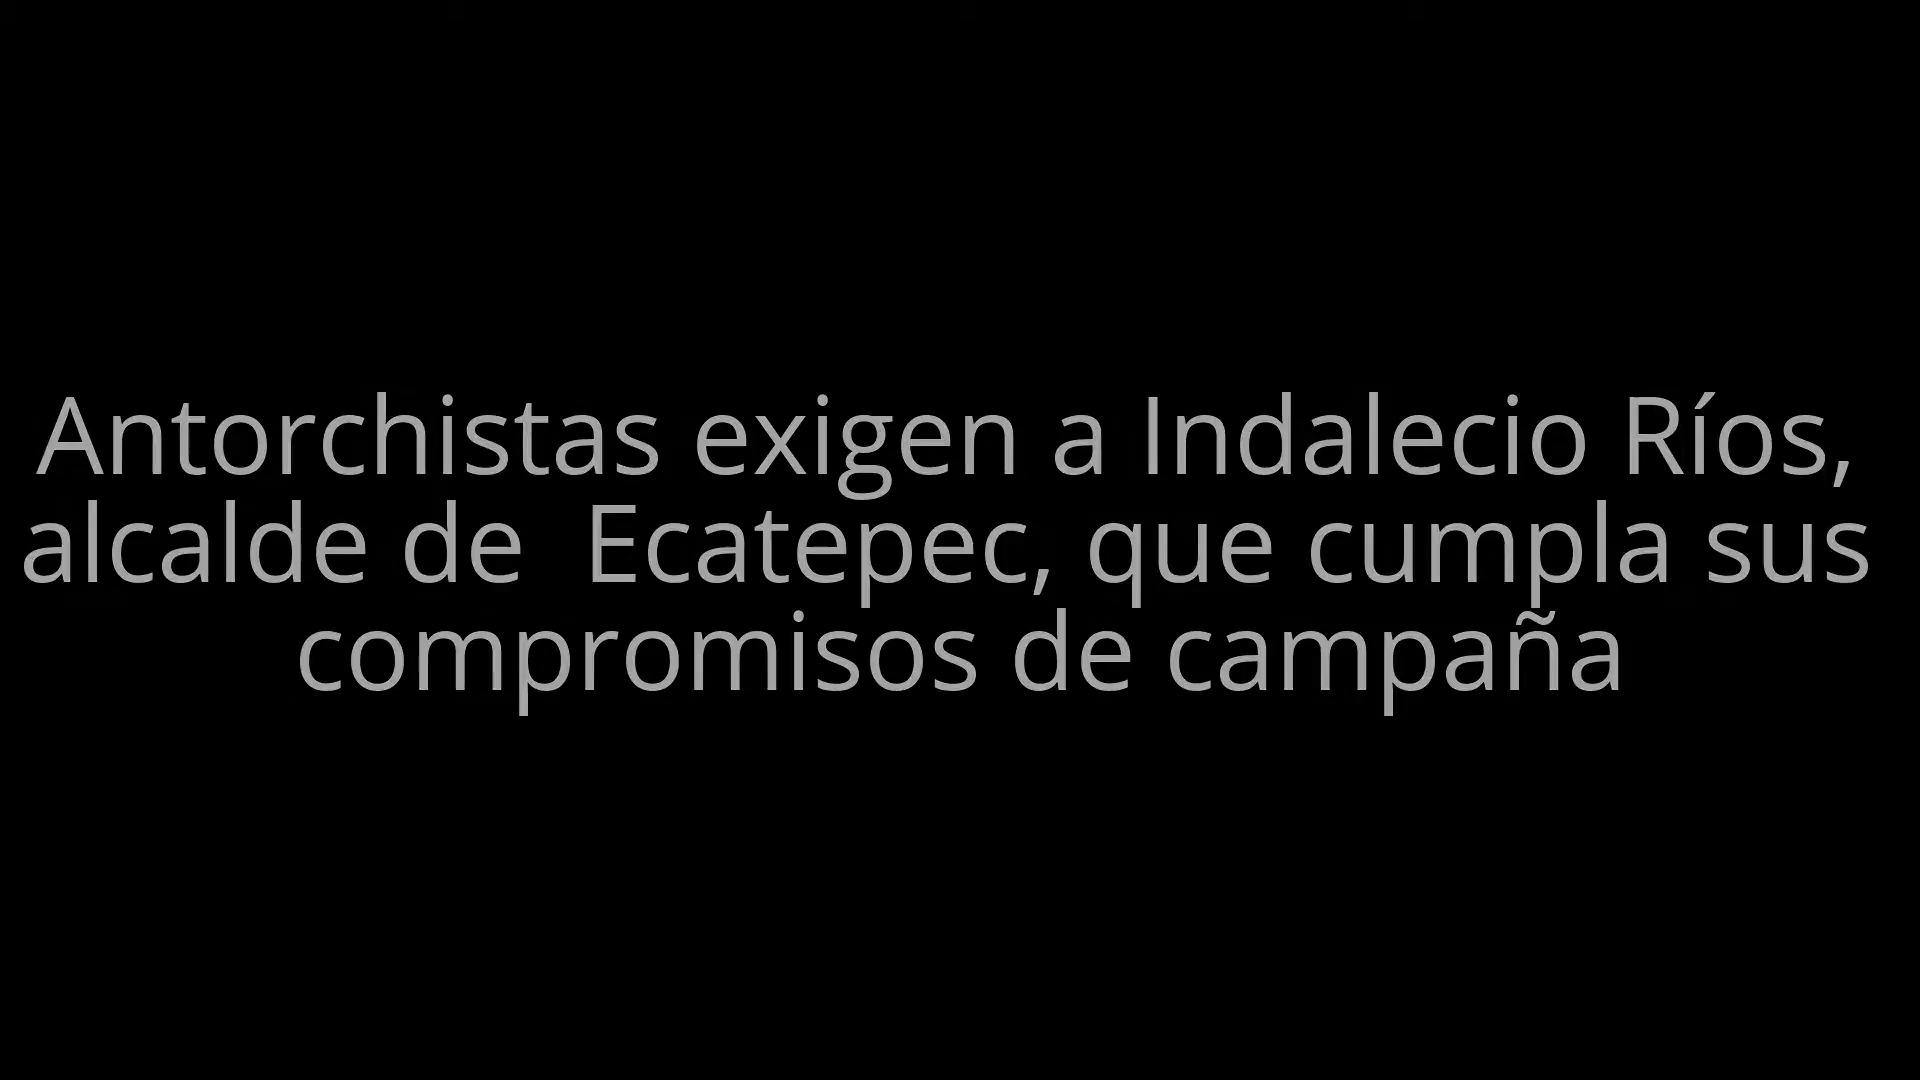 Antorchistas exigen a Indalecio Ríos,
alcalde de  Ecatepec, que cumpla sus
compromisos de campaña